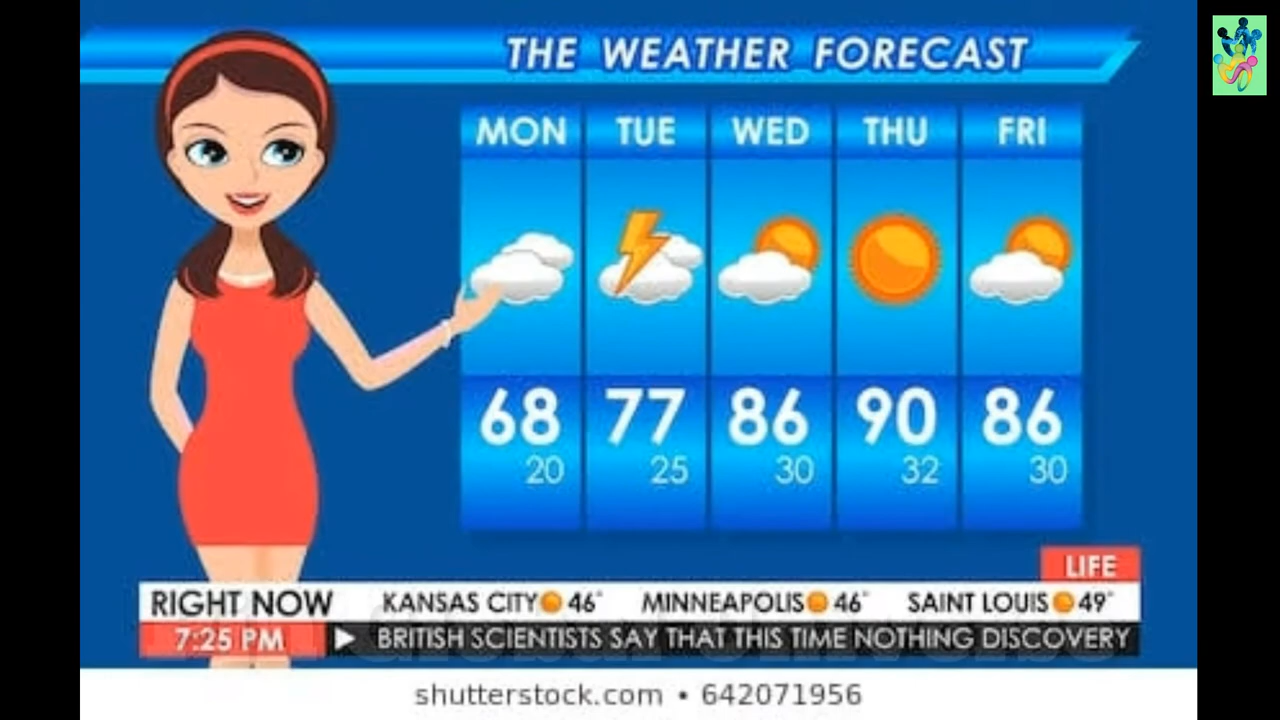 THE WEATHER FORECAST
MON TUE WED THU FRI
68 77 86 90 86
20 25 30 32 30
LIFE
RIGHT NOW KANSAS CITY 46° MINNEAPOLIS 46° SAINT LOUIS 49°
7:25 PM BRITISH SCIENTISTS SAY THAT THIS TIME NOTHING DISCOVERY
shutterstock.com • 642071956